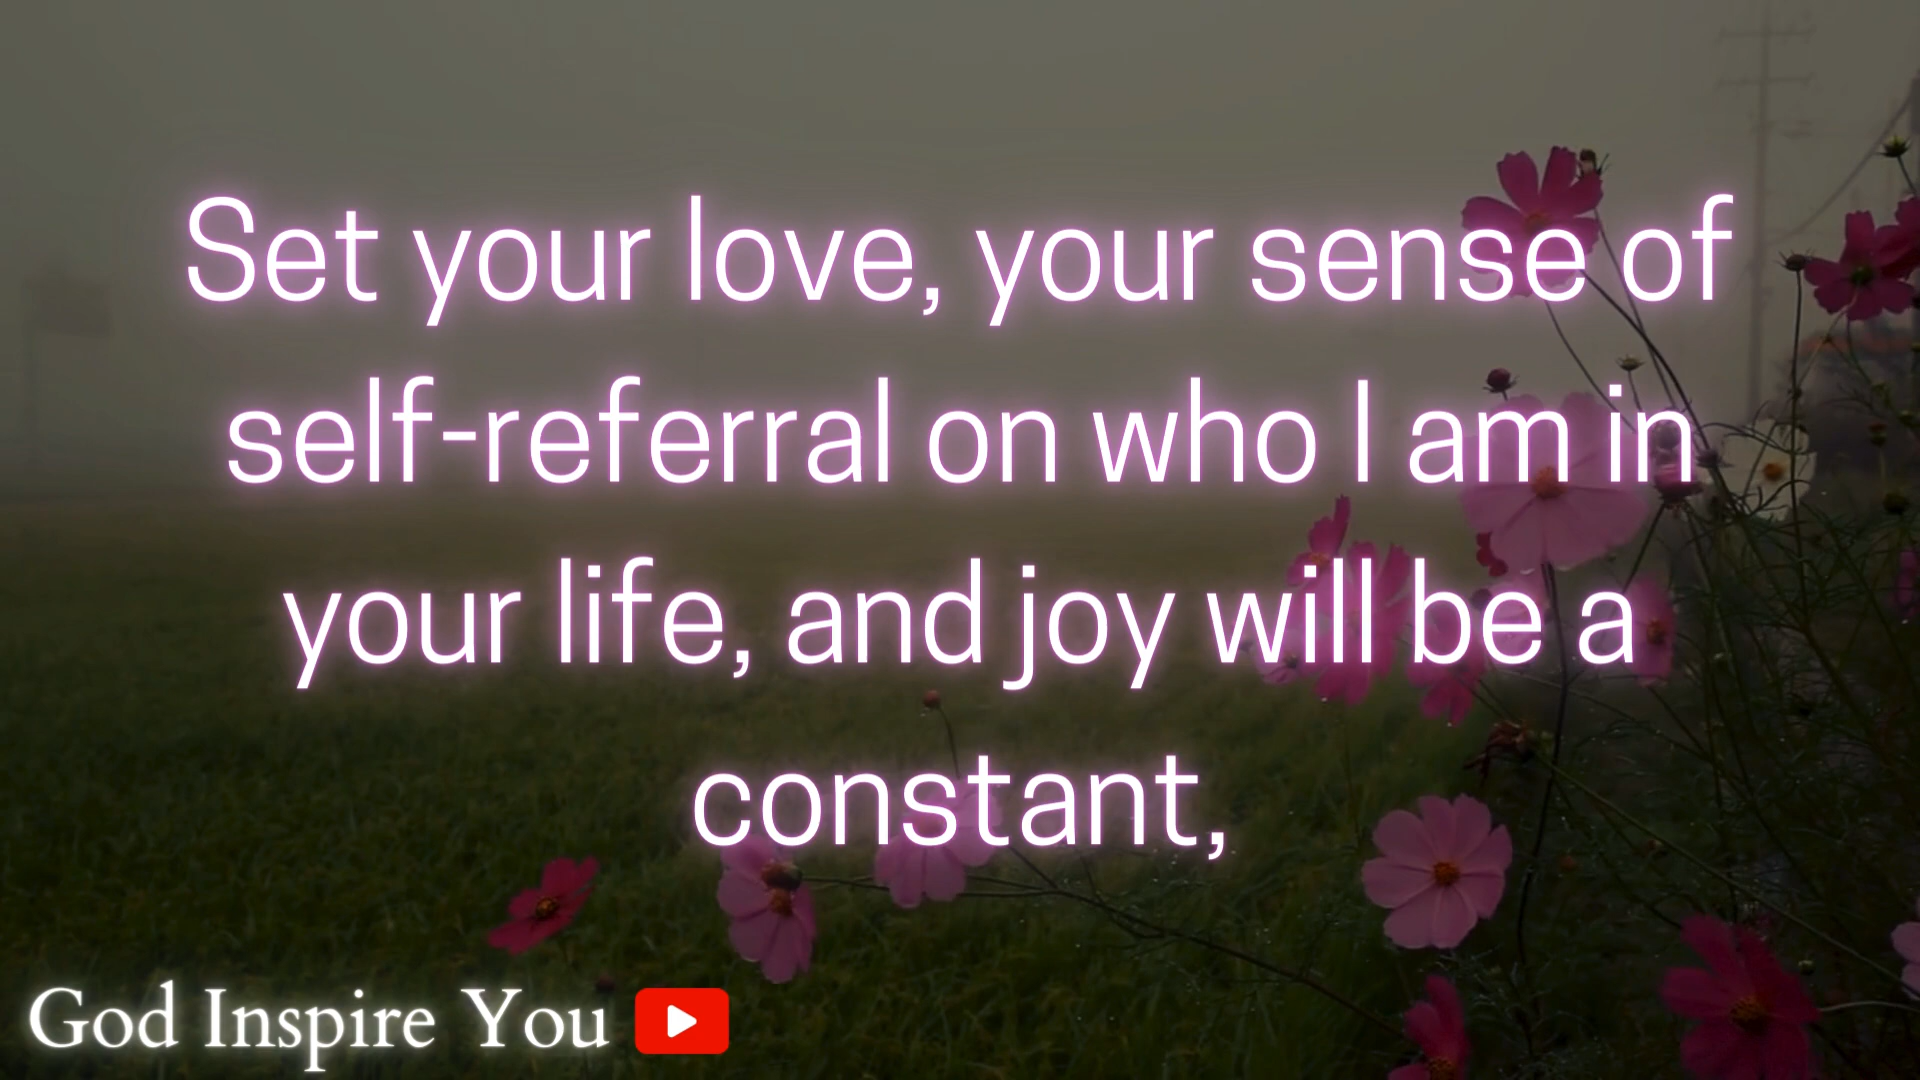 Set your love, your sense of
self-referral on who I am in
your life, and joy will be a
constant,
God Inspire You